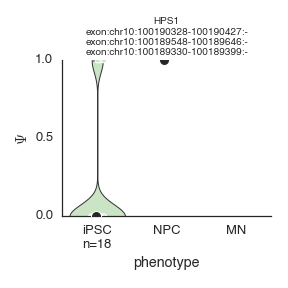 HPS1
exon:chr10:100190328-100190427:-
exon:chr10:100189548-100189646:-
exon:chr10:100189330-100189399:-
1.0
0.5
0.0
Ψ
iPSC
n=18
NPC
MN
phenotype